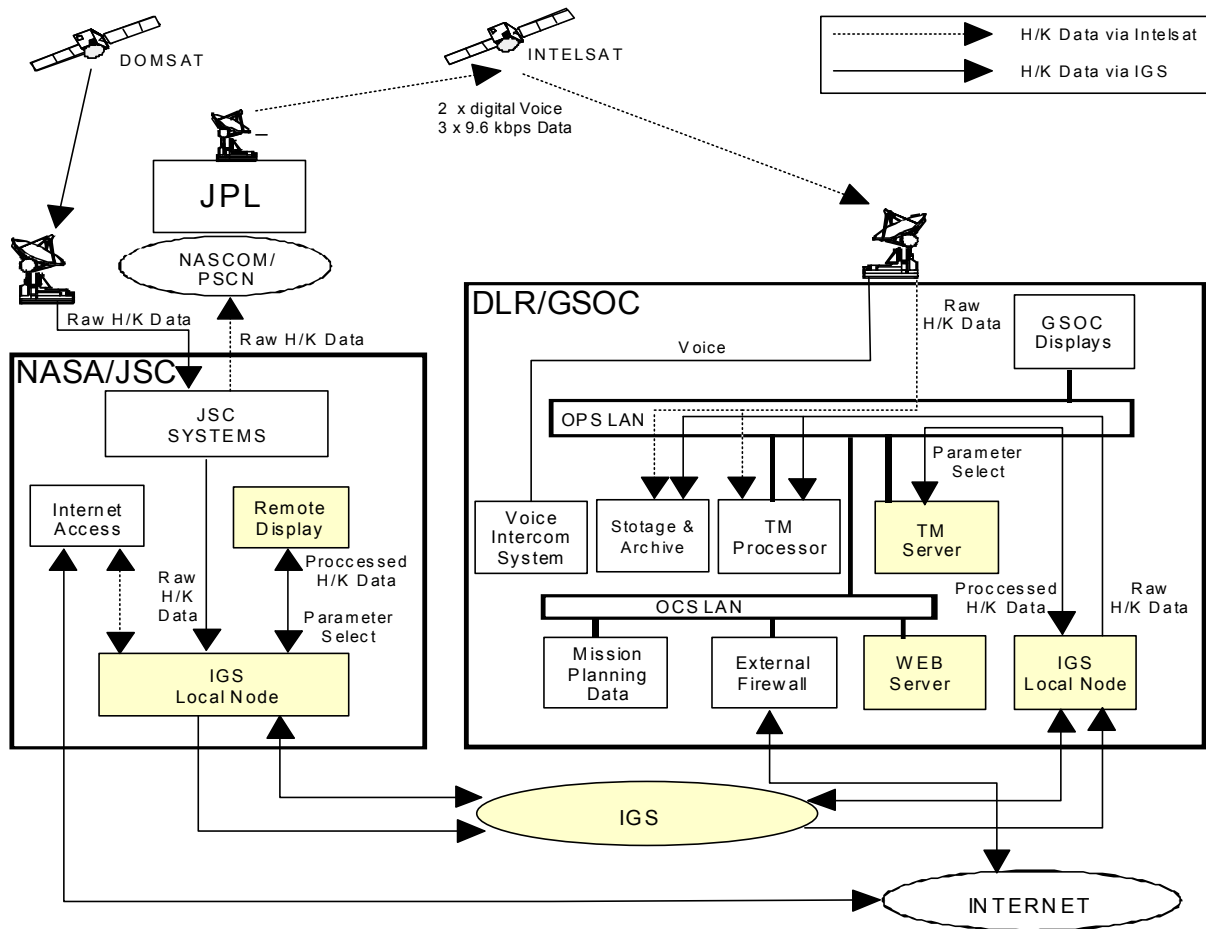 DOMSAT
INTELSAT
H/K Data via Intelsat
H/K Data via IGS
2 x digital Voice
3 x 9.6 kbps Data
JPL
NASCOM/
PSCN
Raw H/K Data
Raw H/K Data
NASA/JSC
JSC
SYSTEMS
Internet
Access
Remote
Display
Raw
H/K
Data
Proccessed
H/K Data
Parameter
Select
IGS
Local Node
DLR/GSOC
Raw
H/K Data
GSOC
Displays
Voice
OPS LAN
Parameter
Select
Voice
Intercom
System
Stotage &
Archive
TM
Processor
TM
Server
Proccessed
H/K Data
Raw
H/K Data
OCS LAN
Mission
Planning
Data
External
Firewall
WEB
Server
IGS
Local Node
IGS
INTERNET